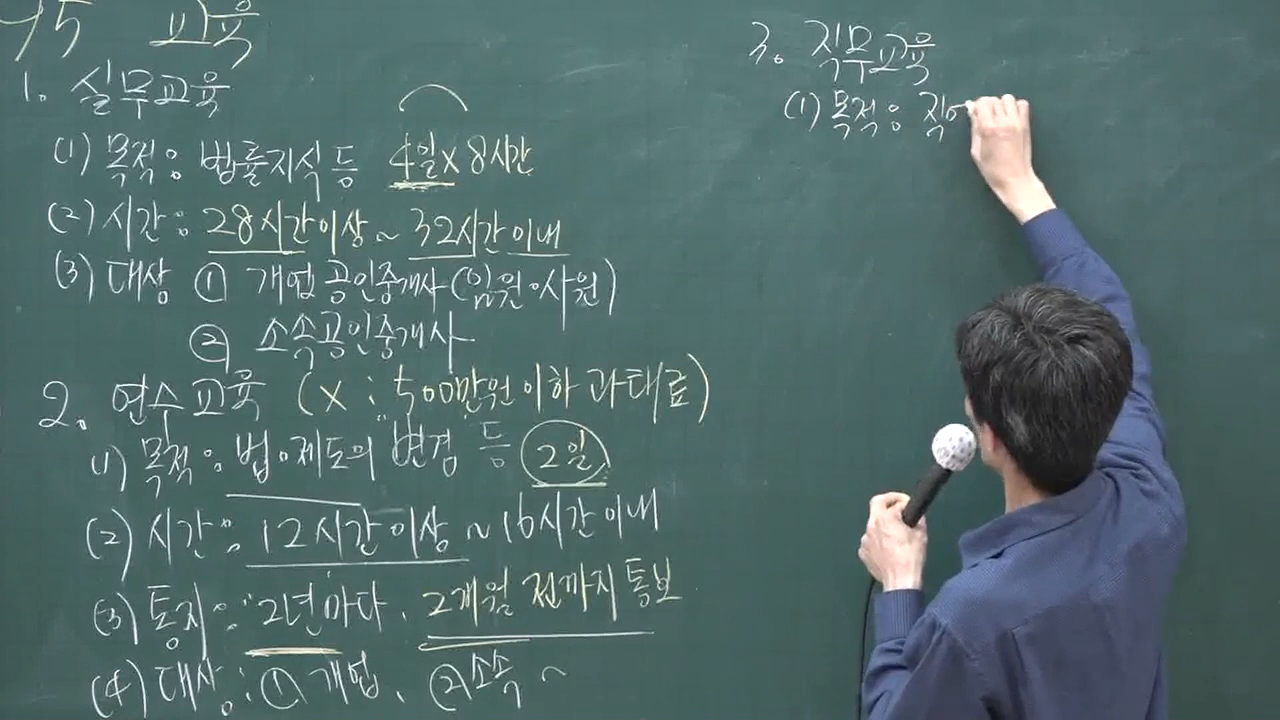 45 교육
1. 실무교육
(1) 목적: 법률지식 등 4일X8시간
(2) 시간: 28시간이상 ~ 32시간이내
(3) 대상 ① 개업공인중개사(임원·사원)
② 소속공인중개사
2. 연수교육 (X: 500만원이하 과태료)
(1) 목적: 법·제도의 변경 등 2일
(2) 시간: 12시간이상 ~ 16시간이내
(3) 통지: "2년마다. 2개월 전까지 통보
(4) 대상: ①개업, ②소속 ~
3. 직무교육
(1) 목적: 직